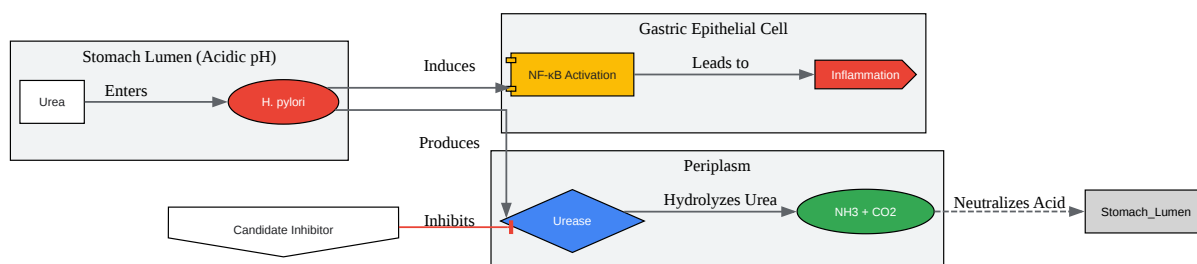 Gastric Epithelial Cell
Stomach Lumen (Acidic pH)
Induces
NF-κB Activation
Leads to
Inflammation
Urea
Enters
H. pylori
Produces
Periplasm
Hydrolyzes Urea
Neutralizes Acid
Candidate Inhibitor
Inhibits
Urease
NH3 + CO2
Stomach_Lumen